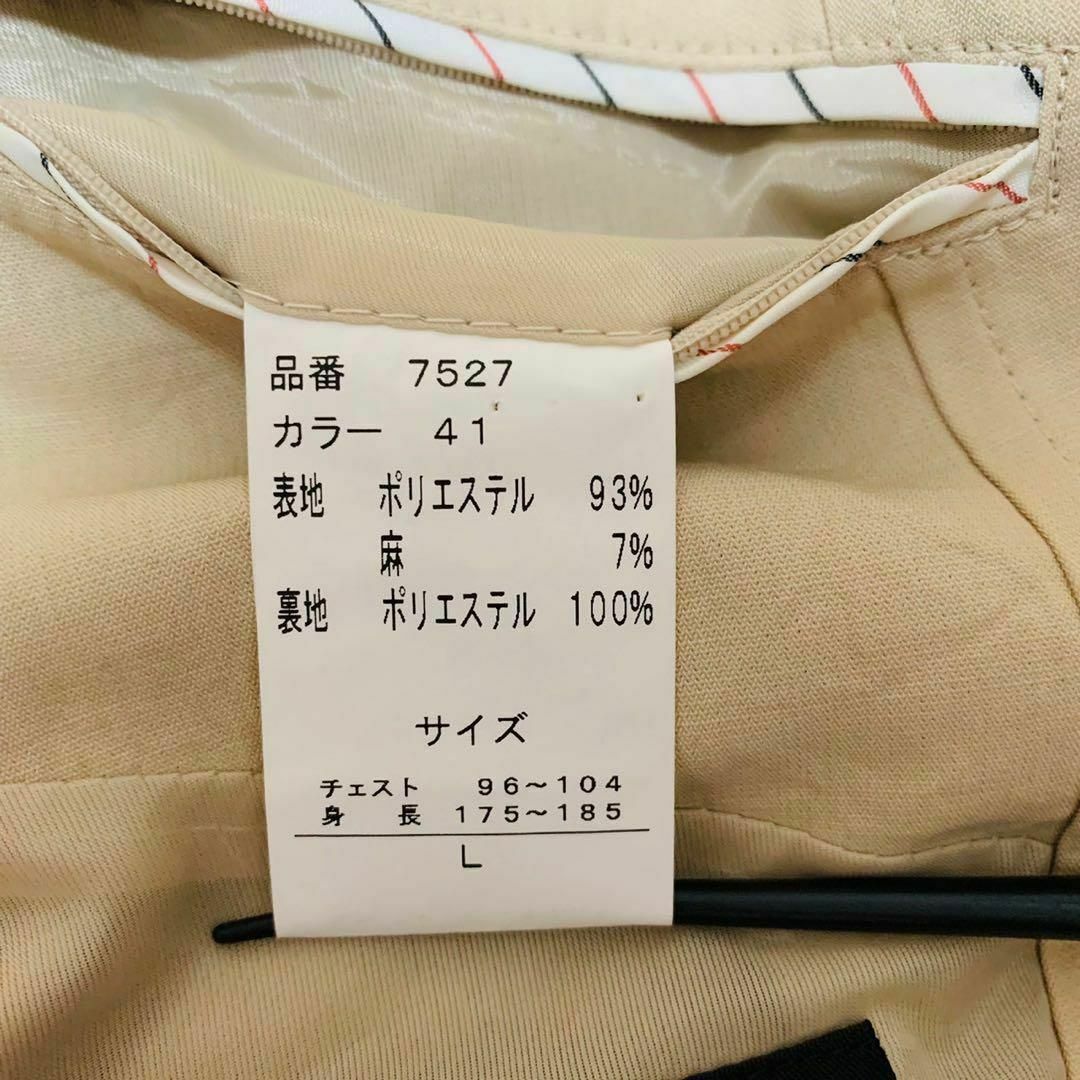 品番 7527
カラー 41
表地 ポリエステル 93%
麻 7%
裏地 ポリエステル 100%
サイズ
チェスト 96～104
身長 175～185
L